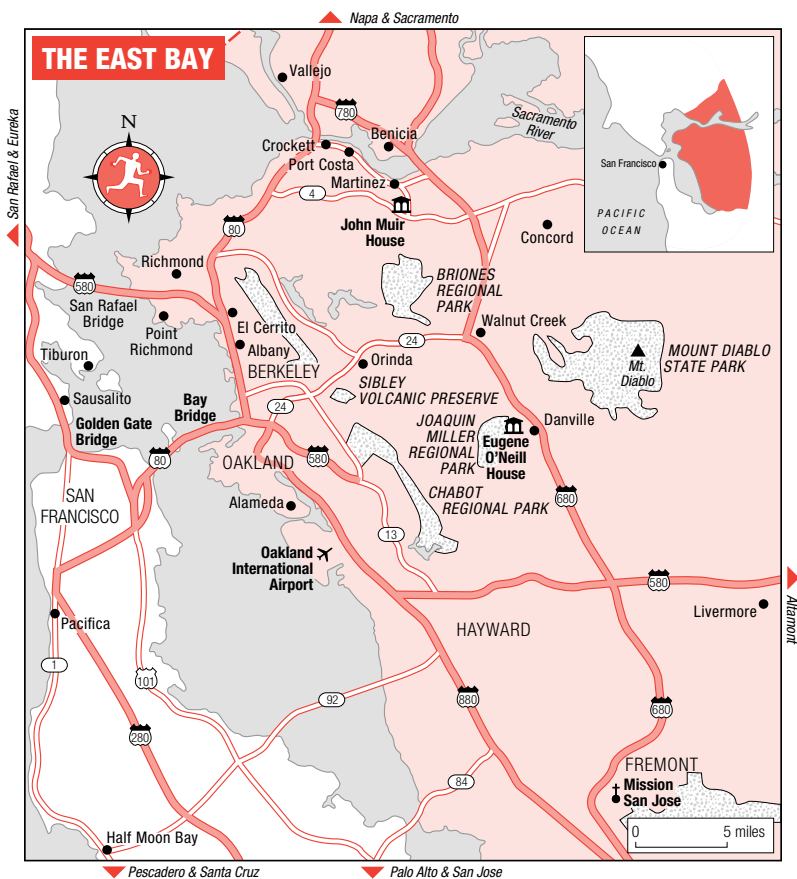 Napa & Sacramento
THE EAST BAY
Vallejo
780
Sacramento
River
San Francisco
PACIFIC
OCEAN
N
San Rafael & Eureka
Crockett
Benicia
Port Costa
Martinez
4
John Muir
House
80
Concord
Richmond
580
BRIONES
REGIONAL
PARK
San Rafael
Bridge
Point
Richmond
El Cerrito
Albany
BERKELEY
Walnut Creek
24
Orinda
MOUNT DIABLO
STATE PARK
Mt.
Diablo
Tiburon
Sausalito
SIBLEY
VOLCANIC PRESERVE
24
Bay
Bridge
Golden Gate
Bridge
JOAQUIN
MILLER
REGIONAL
PARK
Eugene
O'Neill
House
Danville
80
OAKLAND
580
CHABOT
REGIONAL PARK
680
SAN
FRANCISCO
Alameda
13
Oakland
International
Airport
580
Altamont
Livermore
Pacifica
HAYWARD
1
101
92
880
680
280
84
FREMONT
Mission
San Jose
0
5 miles
Half Moon Bay
Pescadero & Santa Cruz
Palo Alto & San Jose